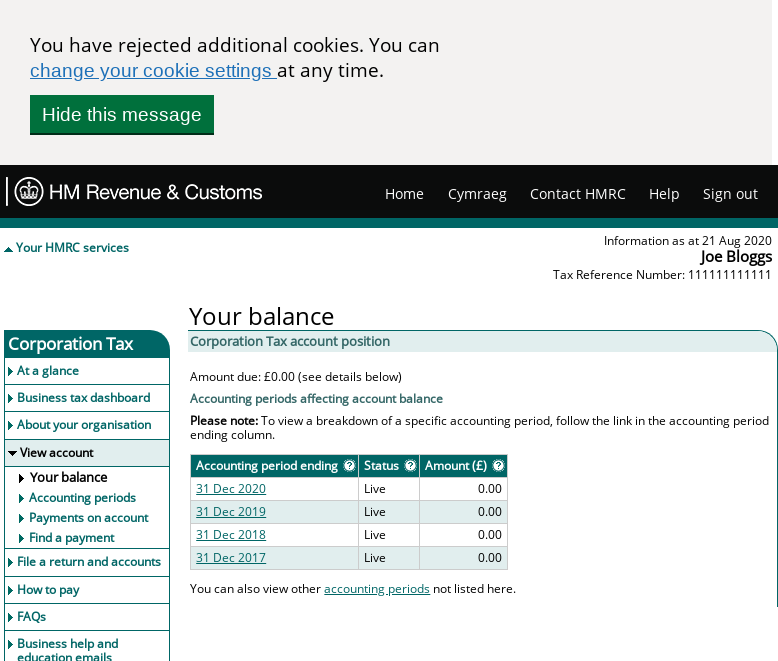 You have rejected additional cookies. You can
change your cookie settings at any time.
Hide this message
HM Revenue & Customs
Home Cymraeg Contact HMRC Help Sign out
Your HMRC services
Information as at 21 Aug 2020
Joe Bloggs
Tax Reference Number: 111111111111
Your balance
Corporation Tax
At a glance
Business tax dashboard
About your organisation
View account
Your balance
Accounting periods
Payments on account
Find a payment
File a return and accounts
How to pay
FAQs
Business help and
education emails
Corporation Tax account position
Amount due: £0.00 (see details below)
Accounting periods affecting account balance
Please note: To view a breakdown of a specific accounting period, follow the link in the accounting period
ending column.
Accounting period ending ? Status ? Amount (£) ?
31 Dec 2020 Live 0.00
31 Dec 2019 Live 0.00
31 Dec 2018 Live 0.00
31 Dec 2017 Live 0.00
You can also view other accounting periods not listed here.